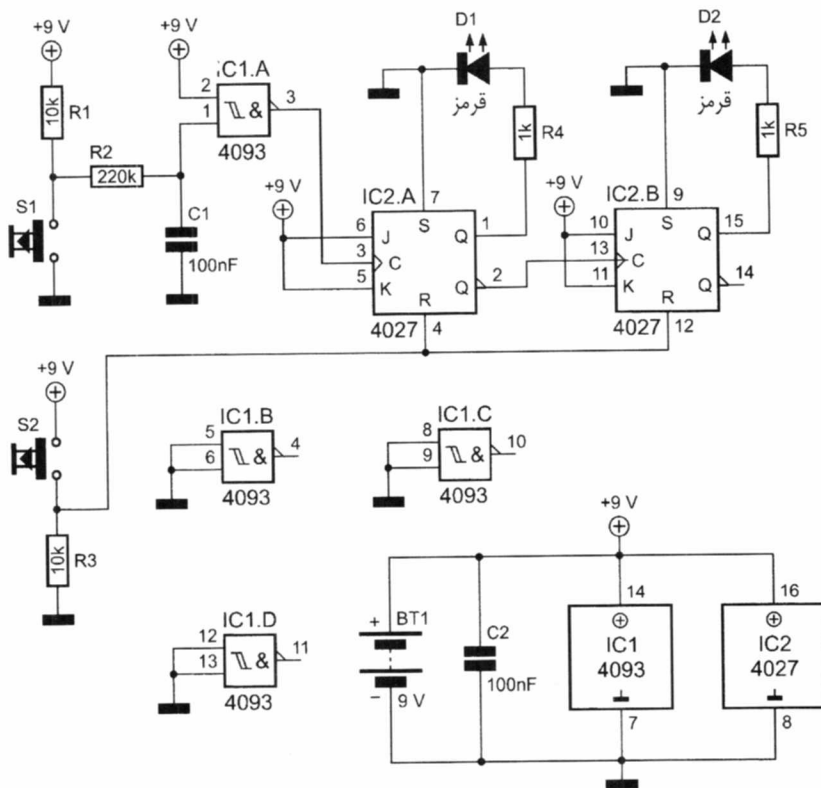 +9 V
R1
10k
R2
220k
S1
C1
100nF
+9 V
IC1.A
2
1
&
3
4093
D1
قرمز
1k
R4
+9 V
IC2.A
7
S
6
J
3
C
5
K
Q
1
Q
2
R
4027
4
D2
قرمز
1k
R5
+9 V
IC2.B
9
S
10
J
13
C
11
K
Q
15
Q
14
R
4027
12
+9 V
S2
10k
R3
IC1.B
5
6
&
4
4093
IC1.C
8
9
&
10
4093
IC1.D
12
13
&
11
4093
+9 V
+
BT1
−
9 V
C2
100nF
14
IC1
4093
7
16
IC2
4027
8